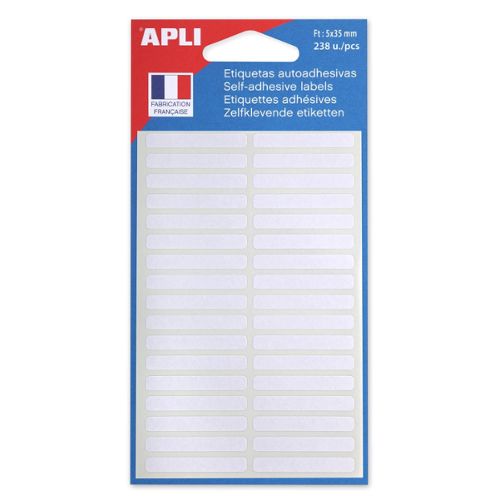 APLI
Ft : 5x35 mm
238 u./pcs
Etiquetas autoadhesivas
Self-adhesive labels
Etiquettes adhésives
Zelfklevende etiketten
FABRICATION
FRANÇAISE